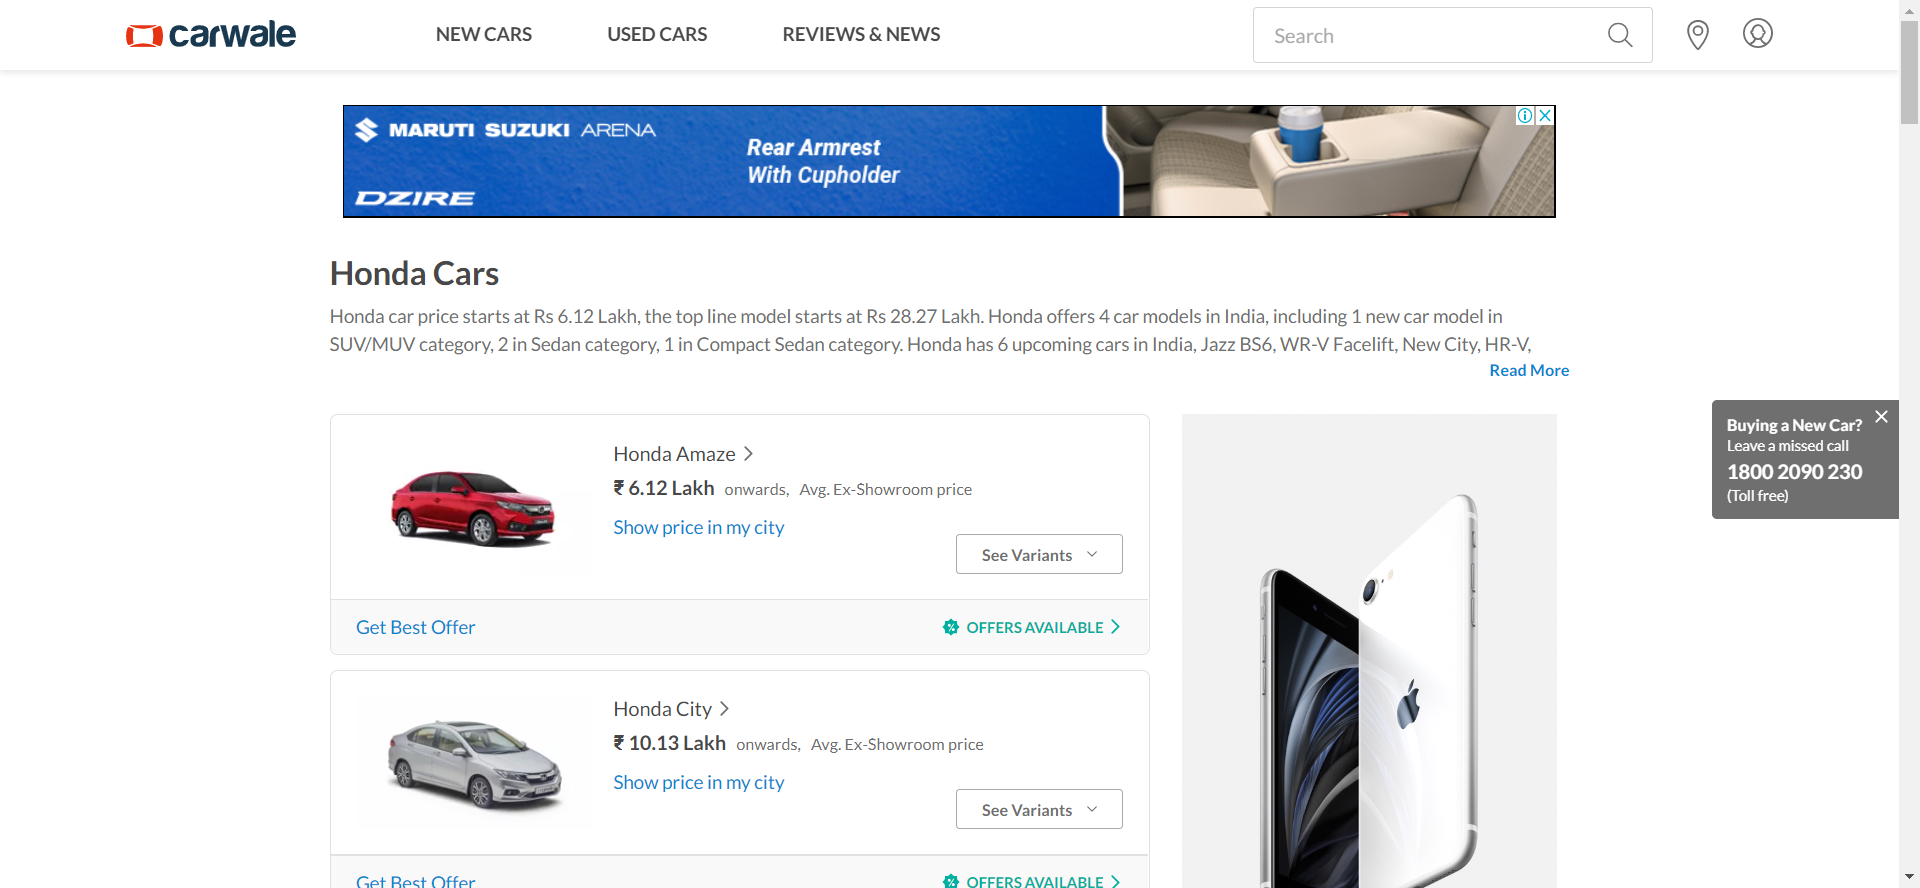 carwale
NEW CARS
USED CARS
REVIEWS & NEWS
Search
MARUTI SUZUKI ARENA
Rear Armrest
With Cupholder
DZIRE
Honda Cars
Honda car price starts at Rs 6.12 Lakh, the top line model starts at Rs 28.27 Lakh. Honda offers 4 car models in India, including 1 new car model in
SUV/MUV category, 2 in Sedan category, 1 in Compact Sedan category. Honda has 6 upcoming cars in India, Jazz BS6, WR-V Facelift, New City, HR-V,
Read More
Buying a New Car?
Leave a missed call
1800 2090 230
(Toll free)
Honda Amaze
₹ 6.12 Lakh onwards, Avg. Ex-Showroom price
Show price in my city
See Variants
Get Best Offer
OFFERS AVAILABLE
Honda City
₹ 10.13 Lakh onwards, Avg. Ex-Showroom price
Show price in my city
See Variants
Get Best Offer
OFFERS AVAILABLE